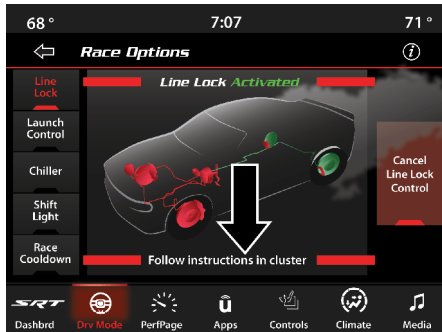 68°
7:07
71°
Race Options
Line
Lock
Line Lock Activated
Launch
Control
Chiller
Shift
Light
Race
Cooldown
Cancel
Line Lock
Control
Follow instructions in cluster
SRT
Dashbrd
Drv Mode
PerfPage
û
Apps
Controls
Climate
Media